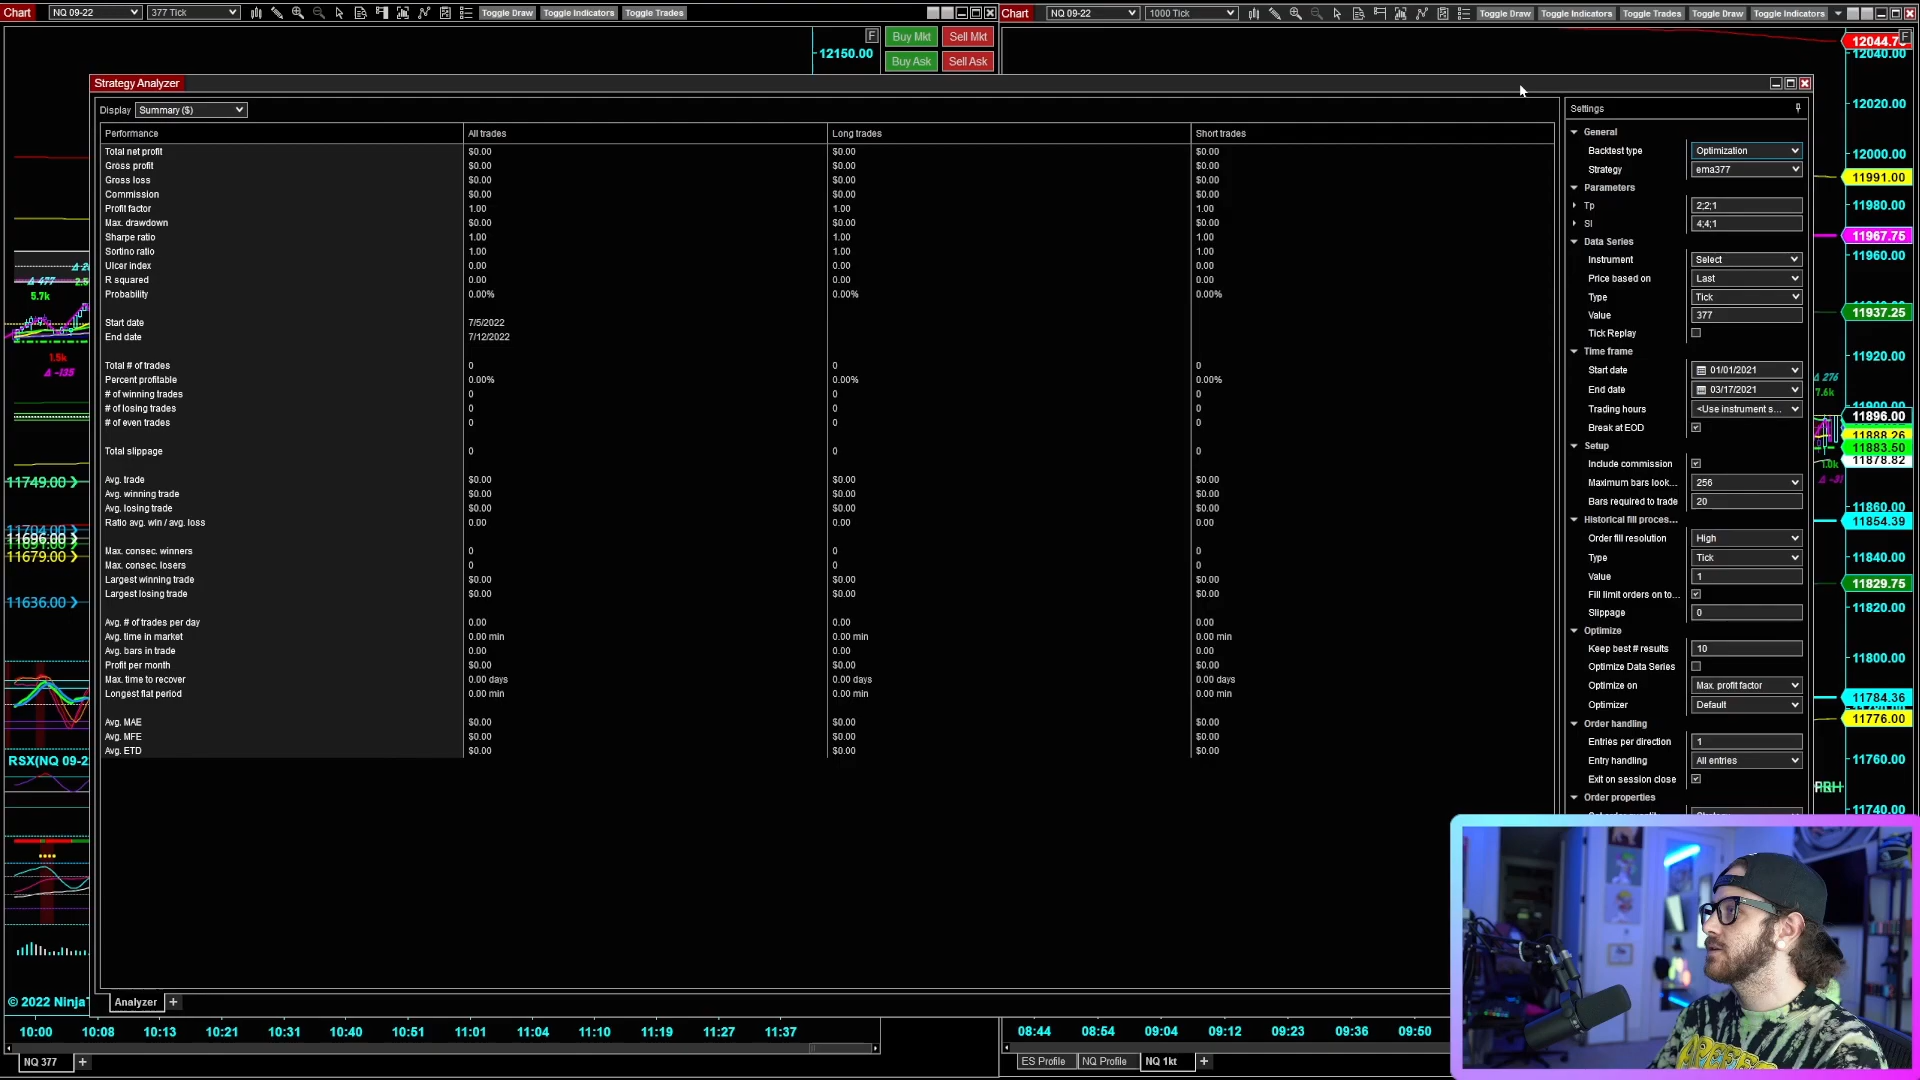 Chart NQ 09-22 377 Tick Toggle Draw Toggle Indicators Toggle Trades
Chart NQ 09-22 1000 Tick Toggle Draw Toggle Indicators Toggle Trades Toggle Draw Toggle Indicators
12150.00 F Buy Mkt Sell Mkt
Buy Ask Sell Ask
Strategy Analyzer
Display Summary ($)
Performance All trades Long trades Short trades
Total net profit $0.00 $0.00 $0.00
Gross profit $0.00 $0.00 $0.00
Gross loss $0.00 $0.00 $0.00
Commission $0.00 $0.00 $0.00
Profit factor 1.00 1.00 1.00
Max. drawdown $0.00 $0.00 $0.00
Sharpe ratio 1.00 1.00 1.00
Sortino ratio 1.00 1.00 1.00
Ulcer index 0.00 0.00 0.00
R squared 0.00 0.00 0.00
Probability 0.00% 0.00% 0.00%
Start date 7/5/2022
End date 7/12/2022
Total # of trades 0 0 0
Percent profitable 0.00% 0.00% 0.00%
# of winning trades 0 0 0
# of losing trades 0 0 0
# of even trades 0 0 0
Total slippage 0 0 0
Avg. trade $0.00 $0.00 $0.00
Avg. winning trade $0.00 $0.00 $0.00
Avg. losing trade $0.00 $0.00 $0.00
Ratio avg. win / avg. loss 0.00 0.00 0.00
Max. consec. winners 0 0 0
Max. consec. losers 0 0 0
Largest winning trade $0.00 $0.00 $0.00
Largest losing trade $0.00 $0.00 $0.00
Avg. # of trades per day 0.00 0.00 0.00
Avg. time in market 0.00 min 0.00 min 0.00 min
Avg. bars in trade 0.00 0.00 0.00
Profit per month $0.00 $0.00 $0.00
Max. time to recover 0.00 days 0.00 days 0.00 days
Longest flat period 0.00 min 0.00 min 0.00 min
Avg. MAE $0.00 $0.00 $0.00
Avg. MFE $0.00 $0.00 $0.00
Avg. ETD $0.00 $0.00 $0.00
Analyzer +
Settings
General
Backtest type Optimization
Strategy ema377
Parameters
Tp 2;2;1
Sl 4;4;1
Data Series
Instrument Select
Price based on Last
Type Tick
Value 377
Tick Replay
Time frame
Start date 01/01/2021
End date 03/17/2021
Trading hours <Use instrument s...
Break at EOD
Setup
Include commission
Maximum bars look... 256
Bars required to trade 20
Historical fill proces...
Order fill resolution High
Type Tick
Value 1
Fill limit orders on to...
Slippage 0
Optimize
Keep best # results 10
Optimize Data Series
Optimize on Max. profit factor
Optimizer Default
Order handling
Entries per direction 1
Entry handling All entries
Exit on session close
Order properties
F
12040.00
12020.00
12000.00
11991.00
11980.00
11967.75
11960.00
11937.25
11920.00
Δ 276
7.6k
11896.00
11888.26
11883.50
11878.82
1.0k
11860.00
11854.39
11840.00
11829.75
11820.00
11800.00
11784.36
11776.00
11760.00
11740.00
Δ 477
5.7k
1.5k
Δ -135
11749.00
11704.00
11696.00
11691.00
11679.00
11636.00
RSX(NQ 09-2
© 2022 Ninja
10:00 10:08 10:13 10:21 10:31 10:40 10:51 11:01 11:04 11:10 11:19 11:27 11:37
08:44 08:54 09:04 09:12 09:23 09:36 09:50
NQ 377 +
ES Profile NQ Profile NQ 1kt +